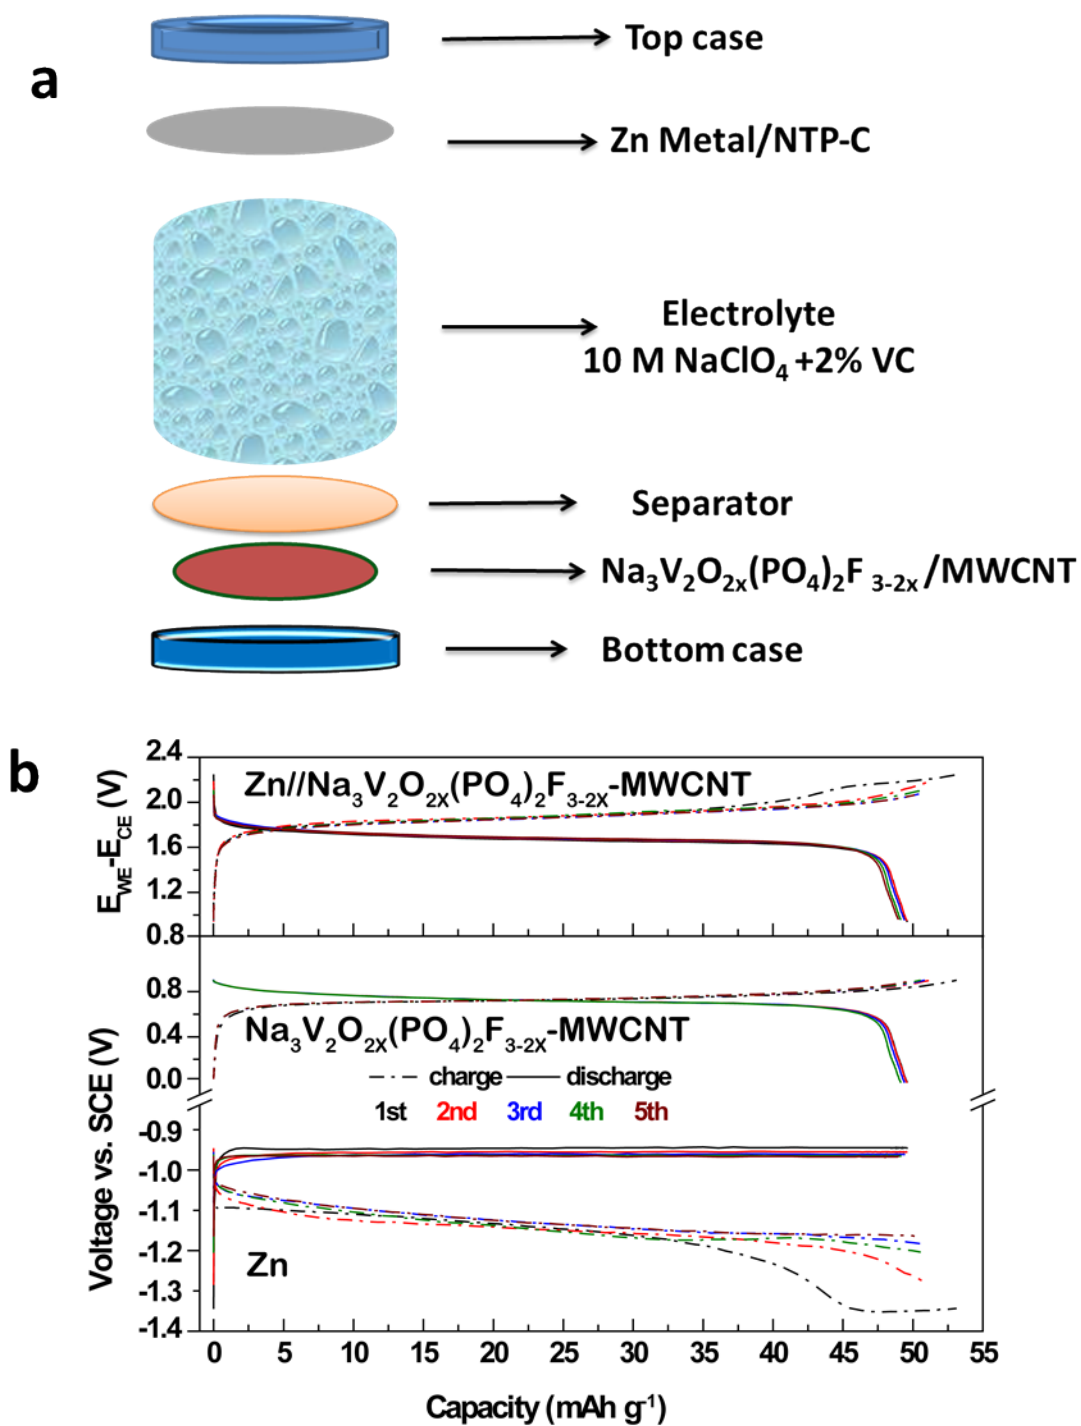 a
Top case
Zn Metal/NTP-C
Electrolyte
10 M NaClO₄ +2% VC
Separator
Na₃V₂O₂ₓ(PO₄)₂F ₃₋₂ₓ /MWCNT
Bottom case
b
2.4
2.0
1.6
1.2
0.8
E_WE-E_CE (V)
Zn//Na₃V₂O₂ₓ(PO₄)₂F₃₋₂ₓ-MWCNT
0.8
0.4
0.0
-0.9
-1.0
-1.1
-1.2
-1.3
-1.4
Voltage vs. SCE (V)
Na₃V₂O₂ₓ(PO₄)₂F₃₋₂ₓ-MWCNT
charge discharge
1st 2nd 3rd 4th 5th
Zn
0 5 10 15 20 25 30 35 40 45 50 55
Capacity (mAh g⁻¹)